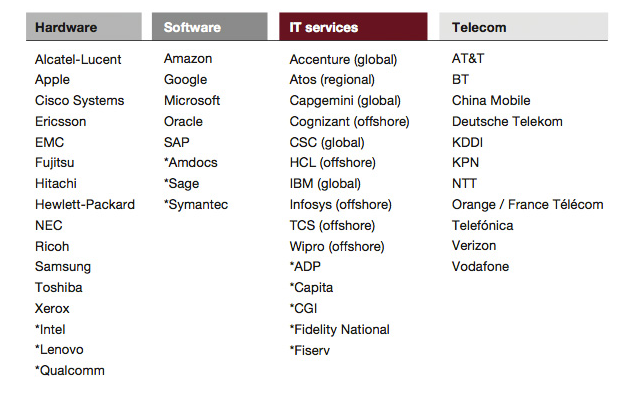 Hardware
Alcatel-Lucent
Apple
Cisco Systems
Ericsson
EMC
Fujitsu
Hitachi
Hewlett-Packard
NEC
Ricoh
Samsung
Toshiba
Xerox
*Intel
*Lenovo
*Qualcomm
Software
Amazon
Google
Microsoft
Oracle
SAP
*Amdocs
*Sage
*Symantec
IT services
Accenture (global)
Atos (regional)
Capgemini (global)
Cognizant (offshore)
CSC (global)
HCL (offshore)
IBM (global)
Infosys (offshore)
TCS (offshore)
Wipro (offshore)
*ADP
*Capita
*CGI
*Fidelity National
*Fiserv
Telecom
AT&T
BT
China Mobile
Deutsche Telekom
KDDI
KPN
NTT
Orange / France Télécom
Telefónica
Verizon
Vodafone